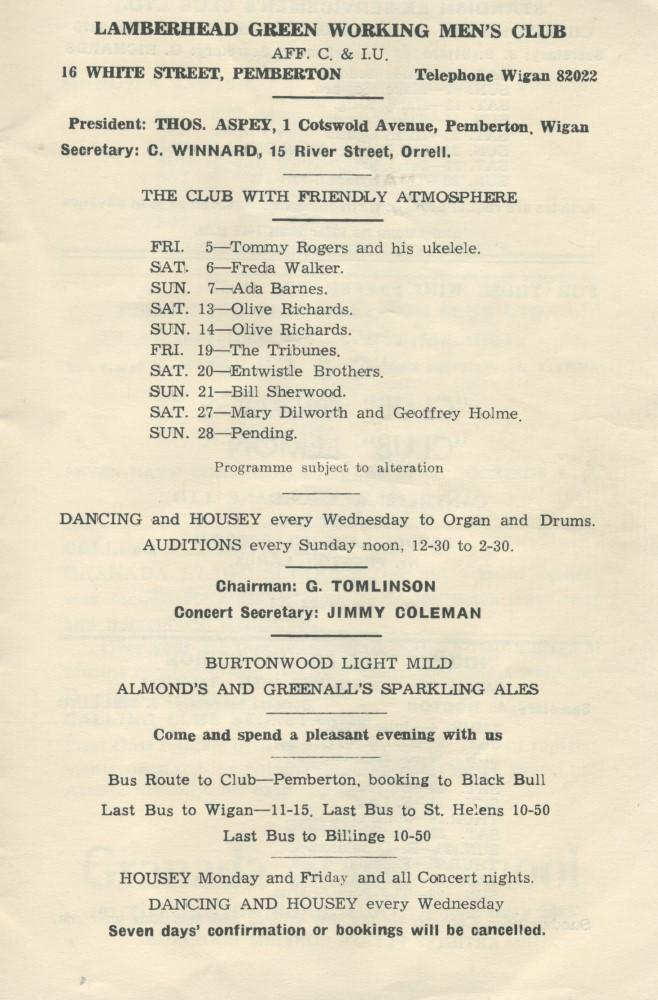 LAMBERHEAD GREEN WORKING MEN'S CLUB
AFF. C. & I.U.
16 WHITE STREET, PEMBERTON Telephone Wigan 82022
President: THOS. ASPEY, 1 Cotswold Avenue, Pemberton, Wigan
Secretary: C. WINNARD, 15 River Street, Orrell.
THE CLUB WITH FRIENDLY ATMOSPHERE
FRI. 5—Tommy Rogers and his ukelele.
SAT. 6—Freda Walker.
SUN. 7—Ada Barnes.
SAT. 13—Olive Richards.
SUN. 14—Olive Richards.
FRI. 19—The Tribunes.
SAT. 20—Entwistle Brothers.
SUN. 21—Bill Sherwood.
SAT. 27—Mary Dilworth and Geoffrey Holme.
SUN. 28—Pending.
Programme subject to alteration
DANCING and HOUSEY every Wednesday to Organ and Drums.
AUDITIONS every Sunday noon, 12-30 to 2-30.
Chairman: G. TOMLINSON
Concert Secretary: JIMMY COLEMAN
BURTONWOOD LIGHT MILD
ALMOND'S AND GREENALL'S SPARKLING ALES
Come and spend a pleasant evening with us
Bus Route to Club—Pemberton, booking to Black Bull
Last Bus to Wigan—11-15. Last Bus to St. Helens 10-50
Last Bus to Billinge 10-50
HOUSEY Monday and Friday and all Concert nights.
DANCING AND HOUSEY every Wednesday
Seven days' confirmation or bookings will be cancelled.